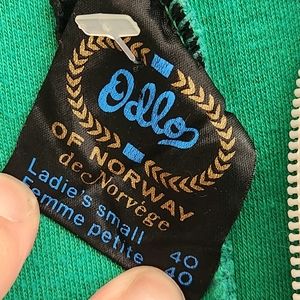 Odlo
OF NORWAY
de Norvège
Ladie's small 40
Femme petite 40